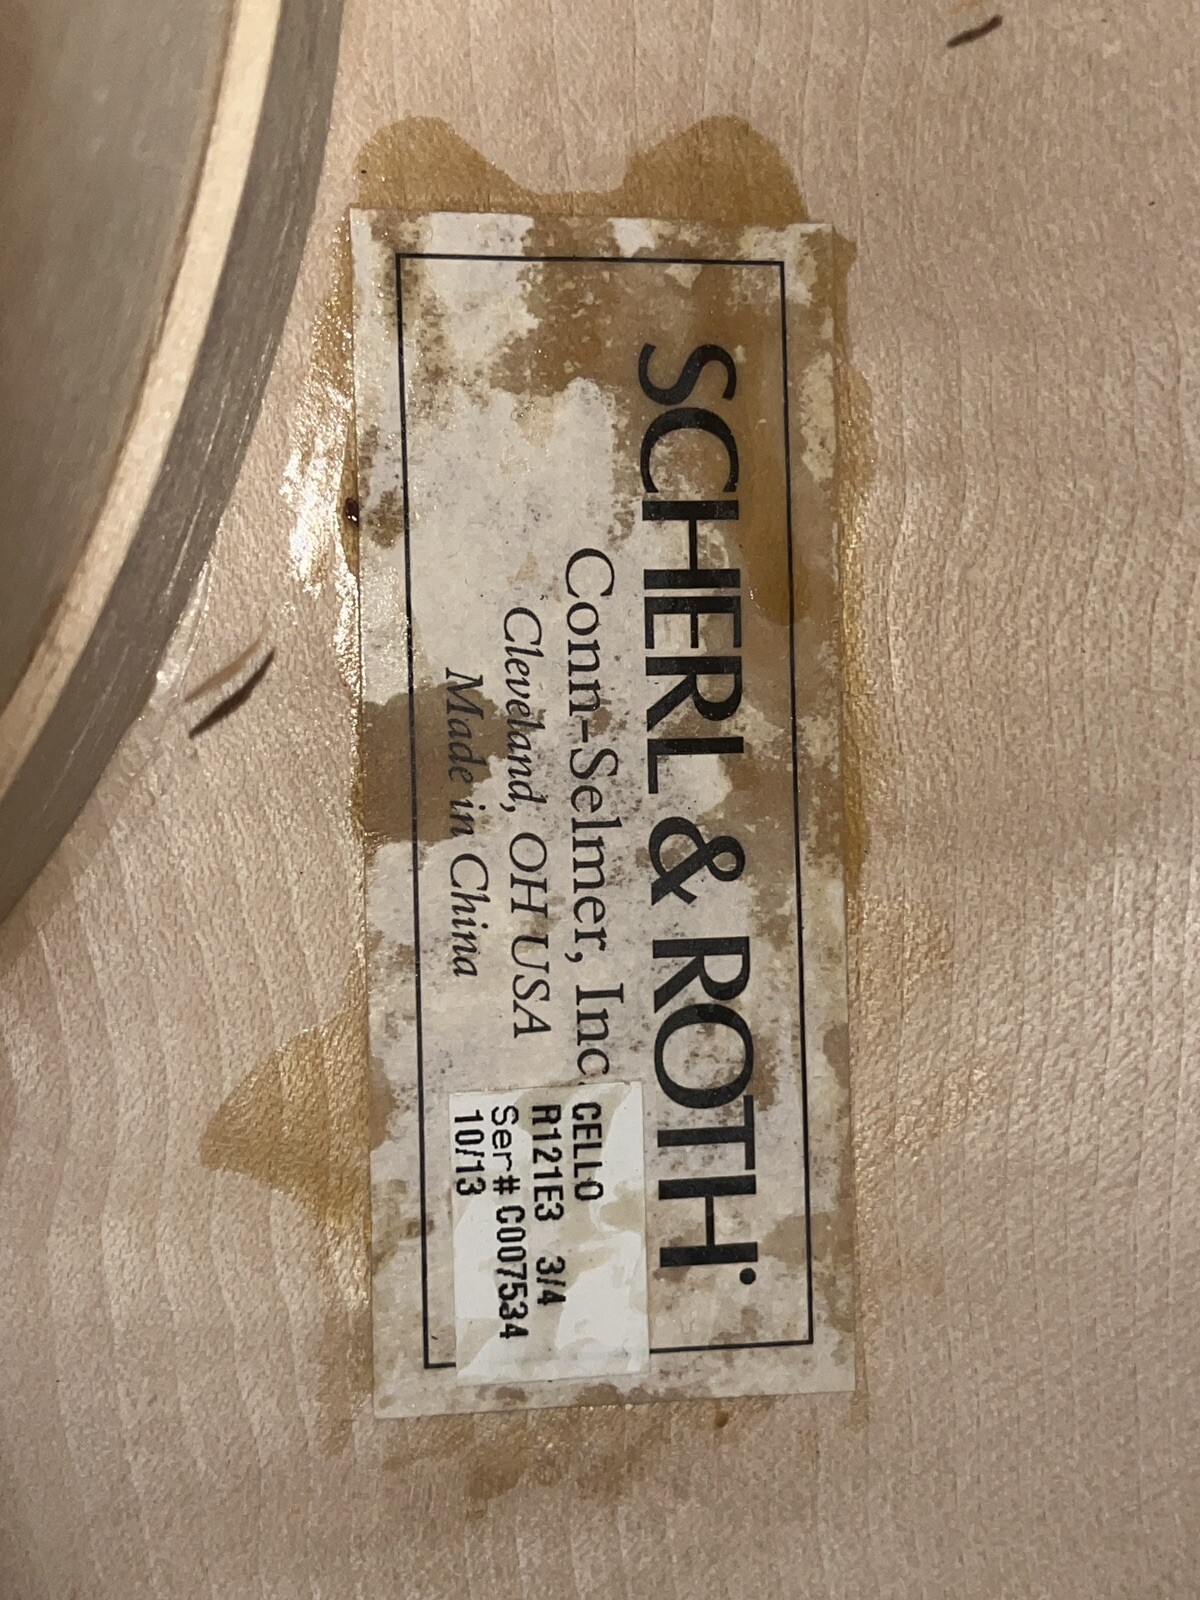 SCHERL & ROTH.
Conn-Selmer, Inc.
Cleveland, OH USA
Made in China
CELLO
R121E3 3/4
Ser# C007534
10/13